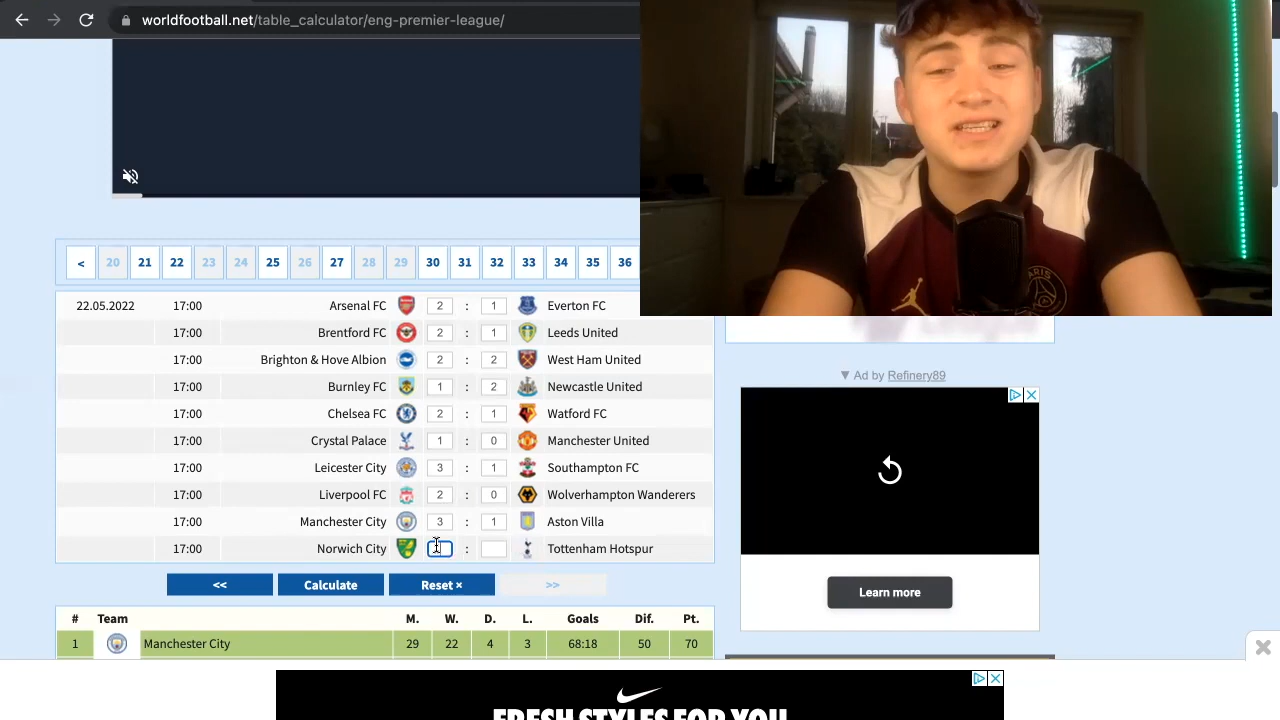 worldfootball.net/table_calculator/eng-premier-league/
< 20 21 22 23 24 25 26 27 28 29 30 31 32 33 34 35 36
22.05.2022 17:00 Arsenal FC 2 : 1 Everton FC
17:00 Brentford FC 2 : 1 Leeds United
17:00 Brighton & Hove Albion 2 : 2 West Ham United
17:00 Burnley FC 1 : 2 Newcastle United
17:00 Chelsea FC 2 : 1 Watford FC
17:00 Crystal Palace 1 : 0 Manchester United
17:00 Leicester City 3 : 1 Southampton FC
17:00 Liverpool FC 2 : 0 Wolverhampton Wanderers
17:00 Manchester City 3 : 1 Aston Villa
17:00 Norwich City : Tottenham Hotspur
<< Calculate Reset × >>
# Team M. W. D. L. Goals Dif. Pt.
1 Manchester City 29 22 4 3 68:18 50 70
▼ Ad by Refinery89
Learn more
PARIS
FRESH STYLES FOR YOU